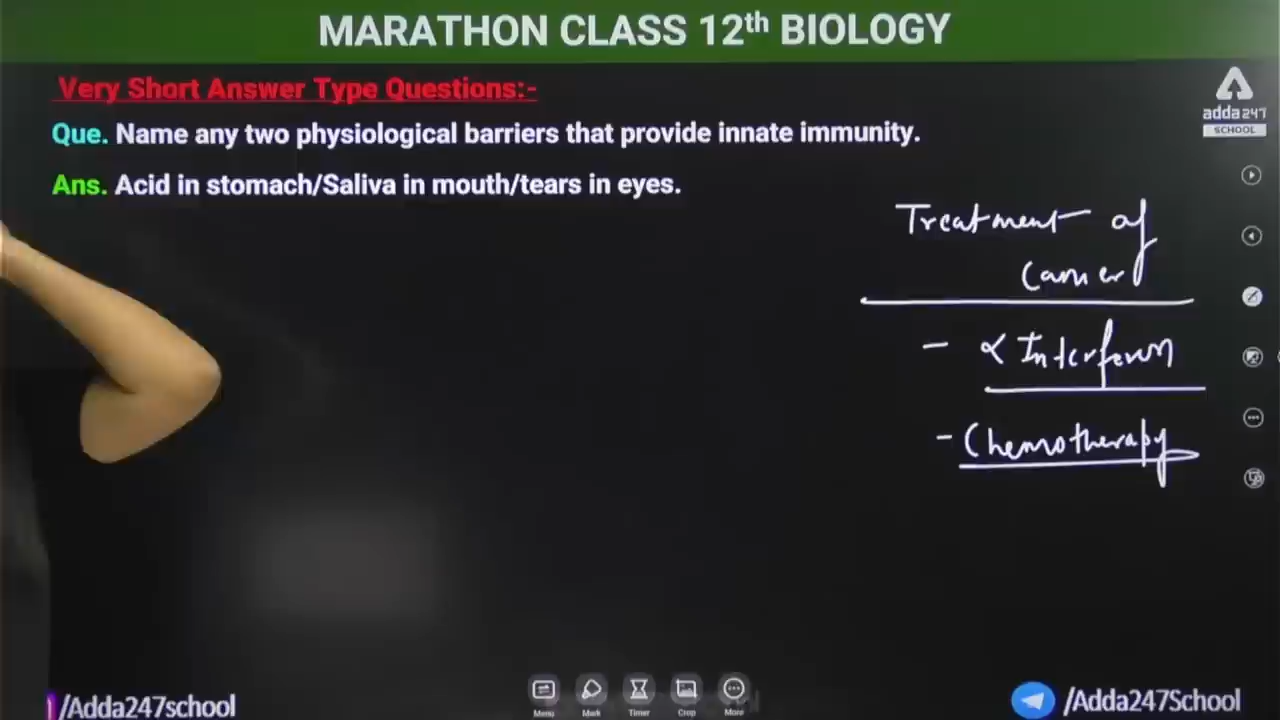 MARATHON CLASS 12th BIOLOGY
Very Short Answer Type Questions:-
adda247
SCHOOL
Que. Name any two physiological barriers that provide innate immunity.
Ans. Acid in stomach/Saliva in mouth/tears in eyes.
Treatment of
Cancer
- α Interferon
- Chemotherapy
Menu
Mark
Timer
Crop
More
/Adda247school
/Adda247School